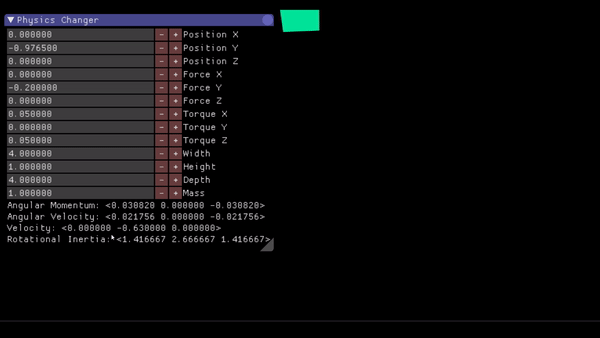 Physics Changer
0.000000 - + Position X
-0.976500 - + Position Y
0.000000 - + Position Z
0.000000 - + Force X
-0.200000 - + Force Y
0.000000 - + Force Z
0.050000 - + Torque X
0.000000 - + Torque Y
0.050000 - + Torque Z
4.000000 - + Width
1.000000 - + Height
4.000000 - + Depth
1.000000 - + Mass
Angular Momentum: <0.030820 0.000000 -0.030820>
Angular Velocity: <0.021756 0.000000 -0.021756>
Velocity: <0.000000 -0.630000 0.000000>
Rotational Inertia: <1.416667 2.666667 1.416667>